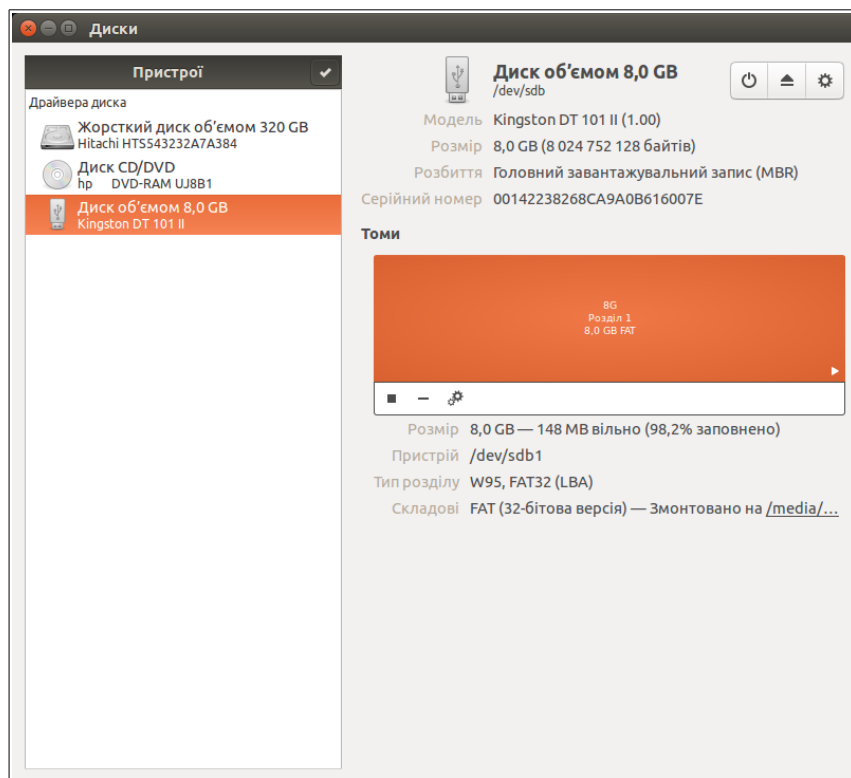 Диски
Пристрої
Драйвера диска
Жорсткий диск об’ємом 320 GB
Hitachi HTS543232A7A384
Диск CD/DVD
hp DVD-RAM UJ8B1
Диск об’ємом 8,0 GB
Kingston DT 101 II
Диск об’ємом 8,0 GB
/dev/sdb
Модель Kingston DT 101 II (1.00)
Розмір 8,0 GB (8 024 752 128 байтів)
Розбиття Головний завантажувальний запис (MBR)
Серійний номер 00142238268CA9A0B616007E
Томи
8G
Розділ 1
8,0 GB FAT
Розмір 8,0 GB — 148 MB вільно (98,2% заповнено)
Пристрій /dev/sdb1
Тип розділу W95, FAT32 (LBA)
Складові FAT (32-бітова версія) — Змонтовано на /media/…